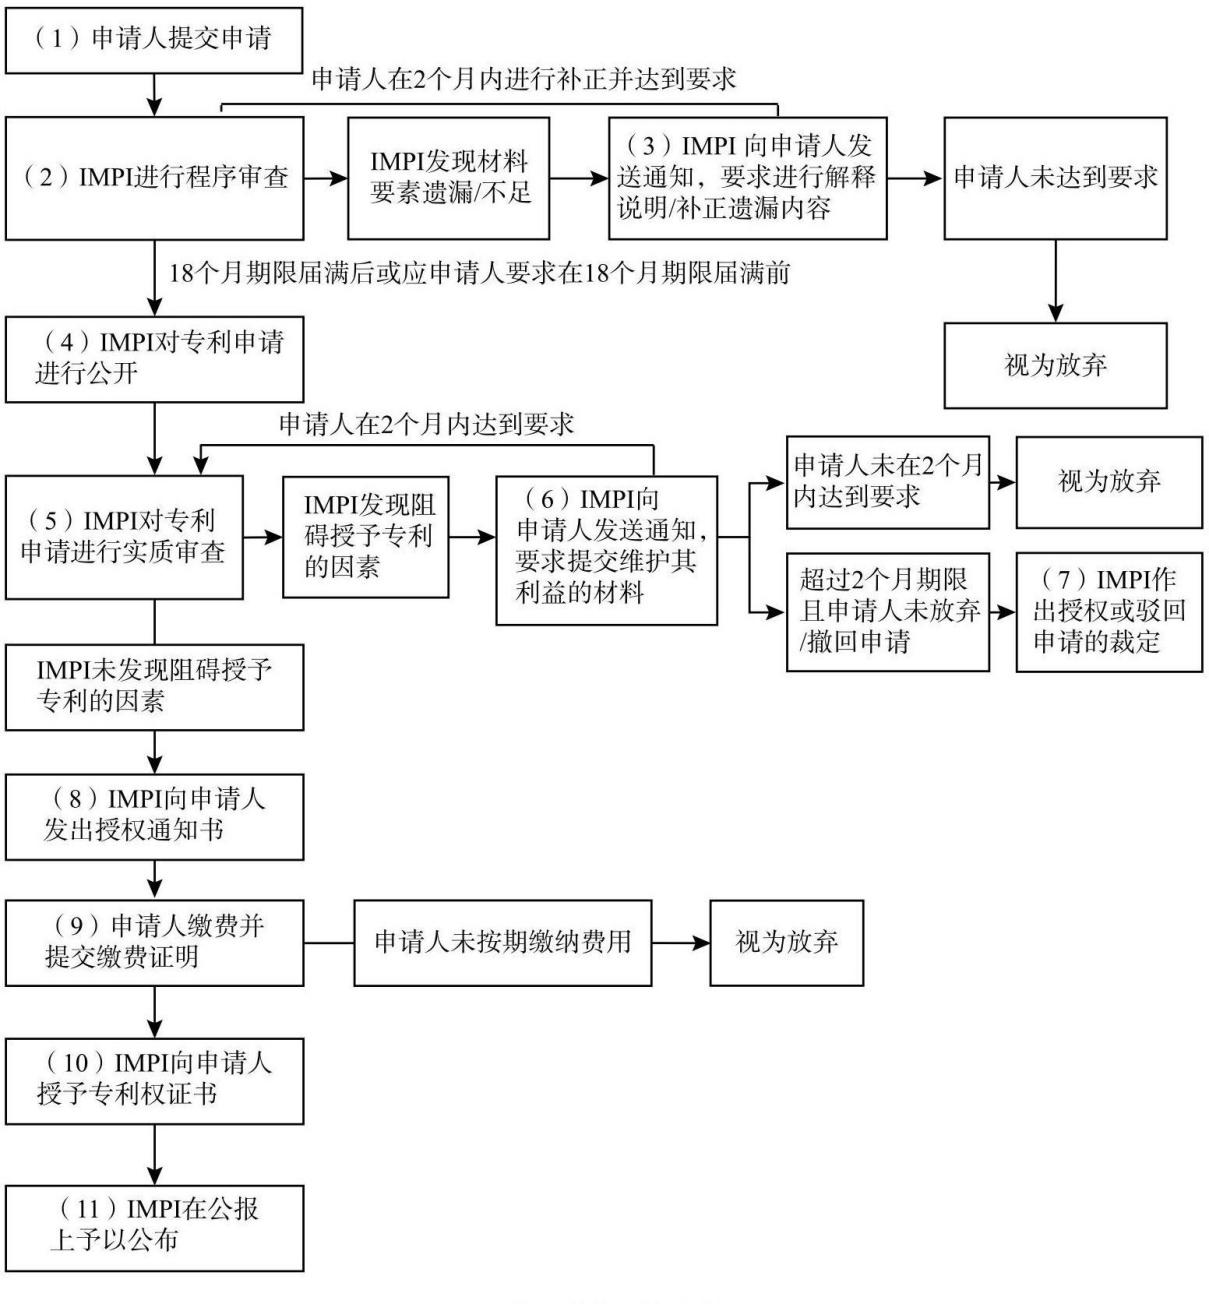 （1）申请人提交申请
申请人在2个月内进行补正并达到要求
（2）IMPI进行程序审查
IMPI发现材料
要素遗漏/不足
（3）IMPI 向申请人发
送通知，要求进行解释
说明/补正遗漏内容
申请人未达到要求
18个月期限届满后或应申请人要求在18个月期限届满前
视为放弃
（4）IMPI对专利申请
进行公开
申请人在2个月内达到要求
（5）IMPI对专利
申请进行实质审查
IMPI发现阻
碍授予专利
的因素
（6）IMPI向
申请人发送通知，
要求提交维护其
利益的材料
申请人未在2个月
内达到要求
视为放弃
超过2个月期限
且申请人未放弃
/撤回申请
（7）IMPI作
出授权或驳回
申请的裁定
IMPI未发现阻碍授予
专利的因素
（8）IMPI向申请人
发出授权通知书
（9）申请人缴费并
提交缴费证明
申请人未按期缴纳费用
视为放弃
（10）IMPI向申请人
授予专利权证书
（11）IMPI在公报
上予以公布